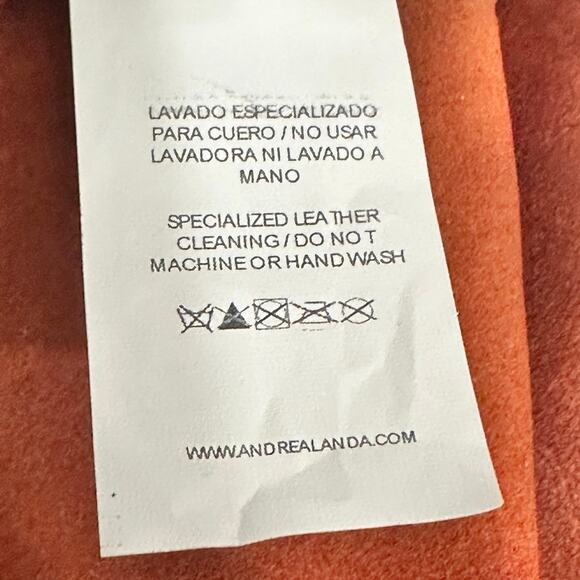 LAVADO ESPECIALIZADO
PARA CUERO / NO USAR
LAVADORA NI LAVADO A
MANO
SPECIALIZED LEATHER
CLEANING / DO NOT
MACHINE OR HAND WASH
WWW.ANDREALANDA.COM